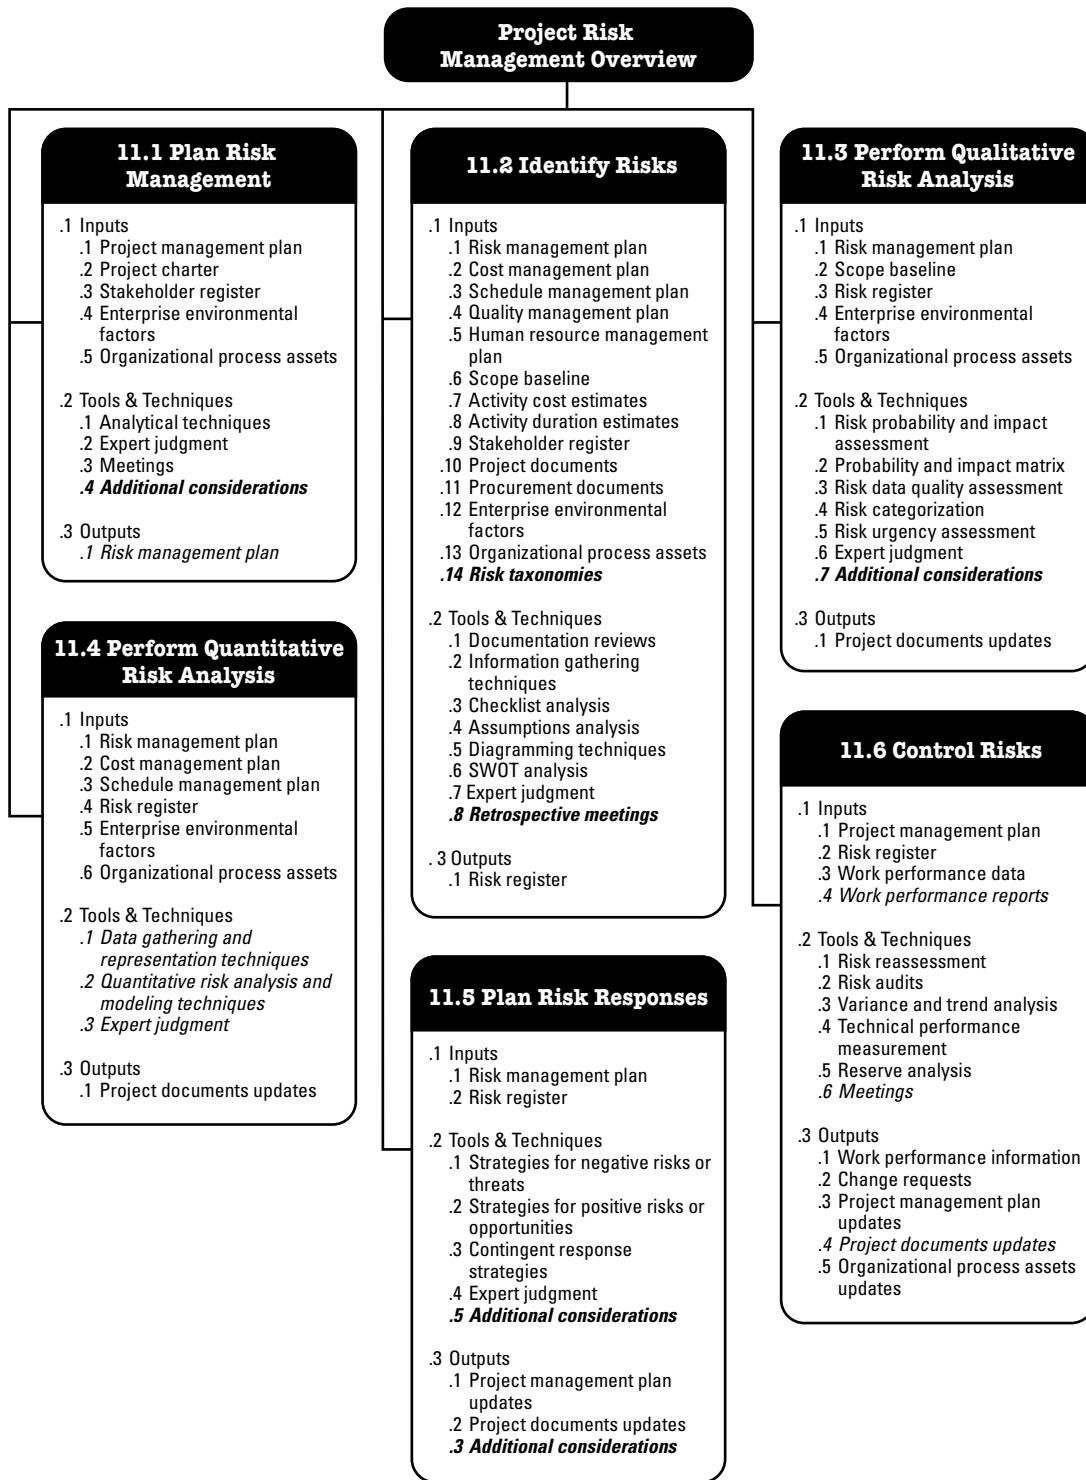 Project Risk
Management Overview
11.1 Plan Risk
Management
.1 Inputs
.1 Project management plan
.2 Project charter
.3 Stakeholder register
.4 Enterprise environmental
factors
.5 Organizational process assets
.2 Tools & Techniques
.1 Analytical techniques
.2 Expert judgment
.3 Meetings
.4 Additional considerations
.3 Outputs
.1 Risk management plan
11.2 Identify Risks
.1 Inputs
.1 Risk management plan
.2 Cost management plan
.3 Schedule management plan
.4 Quality management plan
.5 Human resource management
plan
.6 Scope baseline
.7 Activity cost estimates
.8 Activity duration estimates
.9 Stakeholder register
.10 Project documents
.11 Procurement documents
.12 Enterprise environmental
factors
.13 Organizational process assets
.14 Risk taxonomies
.2 Tools & Techniques
.1 Documentation reviews
.2 Information gathering
techniques
.3 Checklist analysis
.4 Assumptions analysis
.5 Diagramming techniques
.6 SWOT analysis
.7 Expert judgment
.8 Retrospective meetings
. 3 Outputs
.1 Risk register
11.3 Perform Qualitative
Risk Analysis
.1 Inputs
.1 Risk management plan
.2 Scope baseline
.3 Risk register
.4 Enterprise environmental
factors
.5 Organizational process assets
.2 Tools & Techniques
.1 Risk probability and impact
assessment
.2 Probability and impact matrix
.3 Risk data quality assessment
.4 Risk categorization
.5 Risk urgency assessment
.6 Expert judgment
.7 Additional considerations
.3 Outputs
.1 Project documents updates
11.4 Perform Quantitative
Risk Analysis
.1 Inputs
.1 Risk management plan
.2 Cost management plan
.3 Schedule management plan
.4 Risk register
.5 Enterprise environmental
factors
.6 Organizational process assets
.2 Tools & Techniques
.1 Data gathering and
representation techniques
.2 Quantitative risk analysis and
modeling techniques
.3 Expert judgment
.3 Outputs
.1 Project documents updates
11.5 Plan Risk Responses
.1 Inputs
.1 Risk management plan
.2 Risk register
.2 Tools & Techniques
.1 Strategies for negative risks or
threats
.2 Strategies for positive risks or
opportunities
.3 Contingent response
strategies
.4 Expert judgment
.5 Additional considerations
.3 Outputs
.1 Project management plan
updates
.2 Project documents updates
.3 Additional considerations
11.6 Control Risks
.1 Inputs
.1 Project management plan
.2 Risk register
.3 Work performance data
.4 Work performance reports
.2 Tools & Techniques
.1 Risk reassessment
.2 Risk audits
.3 Variance and trend analysis
.4 Technical performance
measurement
.5 Reserve analysis
.6 Meetings
.3 Outputs
.1 Work performance information
.2 Change requests
.3 Project management plan
updates
.4 Project documents updates
.5 Organizational process assets
updates